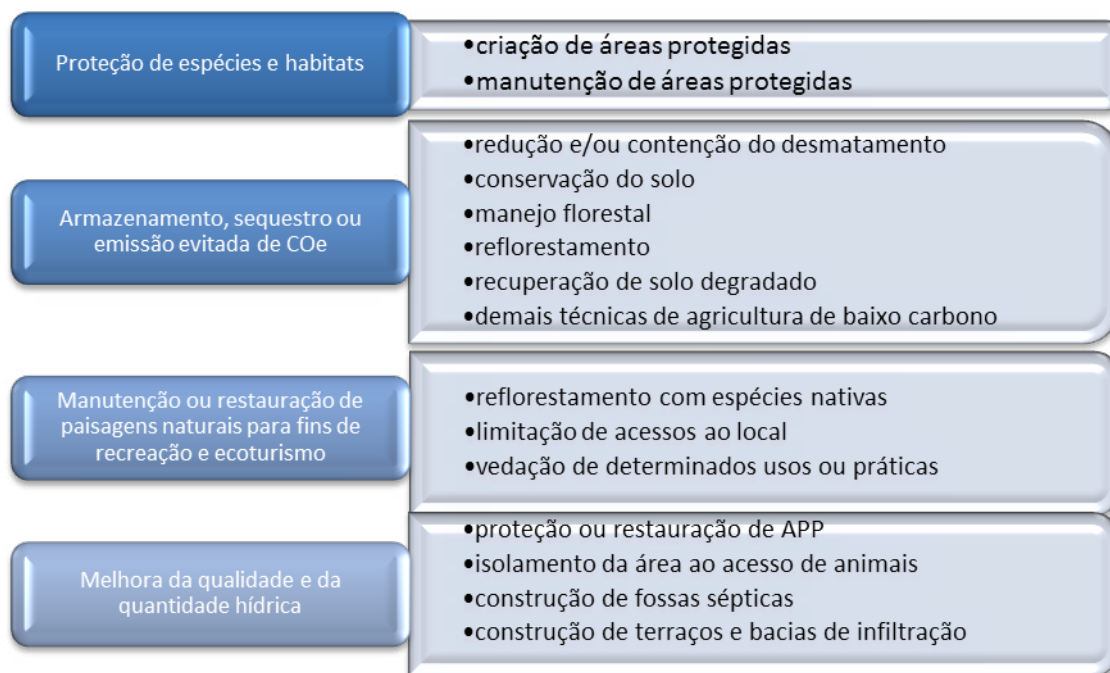 Proteção de espécies e habitats
•criação de áreas protegidas
•manutenção de áreas protegidas
Armazenamento, sequestro ou
emissão evitada de COe
•redução e/ou contenção do desmatamento
•conservação do solo
•manejo florestal
•reflorestamento
•recuperação de solo degradado
•demais técnicas de agricultura de baixo carbono
Manutenção ou restauração de
paisagens naturais para fins de
recreação e ecoturismo
•reflorestamento com espécies nativas
•limitação de acessos ao local
•vedação de determinados usos ou práticas
Melhora da qualidade e da
quantidade hídrica
•proteção ou restauração de APP
•isolamento da área ao acesso de animais
•construção de fossas sépticas
•construção de terraços e bacias de infiltração